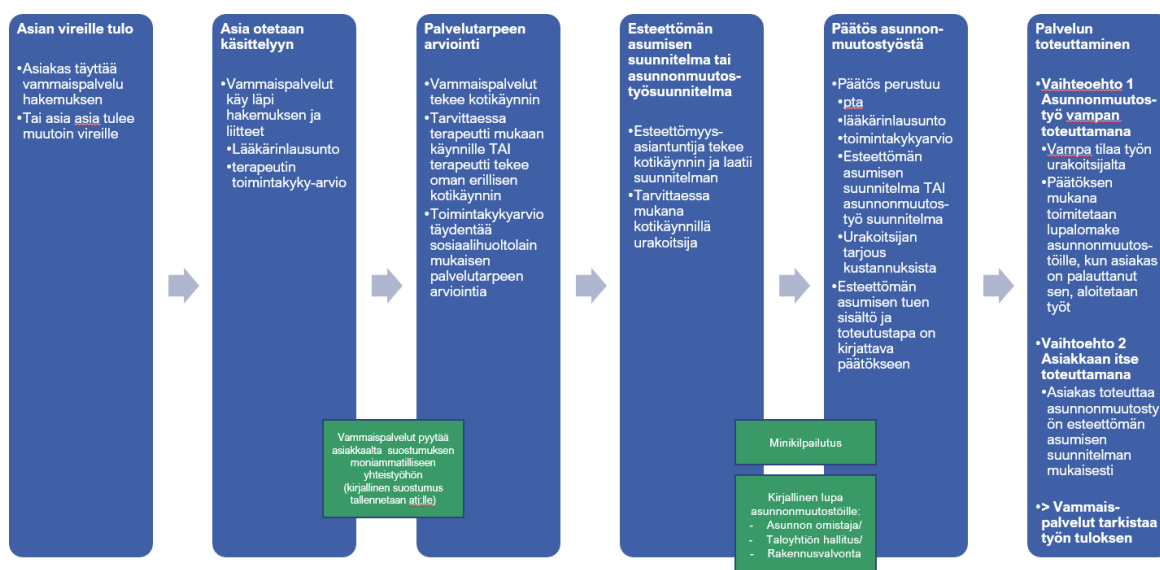 Asian vireille tulo
•Asiakas täyttää
vammaispalvelu
hakemuksen
•Tai asia asia tulee
muutoin vireille
Asia otetaan
käsittelyyn
•Vammaispalvelut
käy läpi
hakemuksen ja
liitteet
•Lääkärinlausunto
•terapeutin
toimintakyky-arvio
Palvelutarpeen
arviointi
•Vammaispalvelut
tekee kotikäynnin
•Tarvittaessa
terapeutti mukaan
käynnille TAI
terapeutti tekee
oman erillisen
kotikäynnin
•Toimintakykyarvio
täydentää
sosiaalihuoltolain
mukaisen
palvelutarpeen
arviointia
Vammaispalvelut pyytää
asiakkaalta suostumuksen
moniammatilliseen
yhteistyöhön
(kirjallinen suostumus
tallennetaan atj:lle)
Esteettömän
asumisen
suunnitelma tai
asunnonmuutos-
työsuunnitelma
•Esteettömyys-
asiantuntija tekee
kotikäynnin ja laatii
suunnitelman
•Tarvittaessa
mukana
kotikäynnillä
urakoitsija
Päätös asunnon-
muutostyöstä
•Päätös perustuu
•pta
•lääkärinlausunto
•toimintakykyarvio
•Esteettömän
asumisen
suunnitelma TAI
asunnonmuutos-
työ suunnitelma
•Urakoitsijan
tarjous
kustannuksista
•Esteettömän
asumisen tuen
sisältö ja
toteutustapa on
kirjattava
päätökseen
Minikilpailutus
Kirjallinen lupa
asunnonmuutostöille:
- Asunnon omistaja/
- Taloyhtiön hallitus/
- Rakennusvalvonta
Palvelun
toteuttaminen
•Vaihteoehto 1
Asunnonmuutos-
työ vampan
toteuttamana
•Vampa tilaa työn
urakoitsijalta
•Päätöksen
mukana
toimitetaan
lupalomake
asunnonmuutos-
töille, kun asiakas
on palauttanut
sen, aloitetaan
työt
•Vaihtoehto 2
Asiakkaan itse
toteuttamana
•Asiakas toteuttaa
asunnonmuutosty
ön esteettömän
asumisen
suunnitelman
mukaisesti
•> Vammais-
palvelut tarkistaa
työn tuloksen